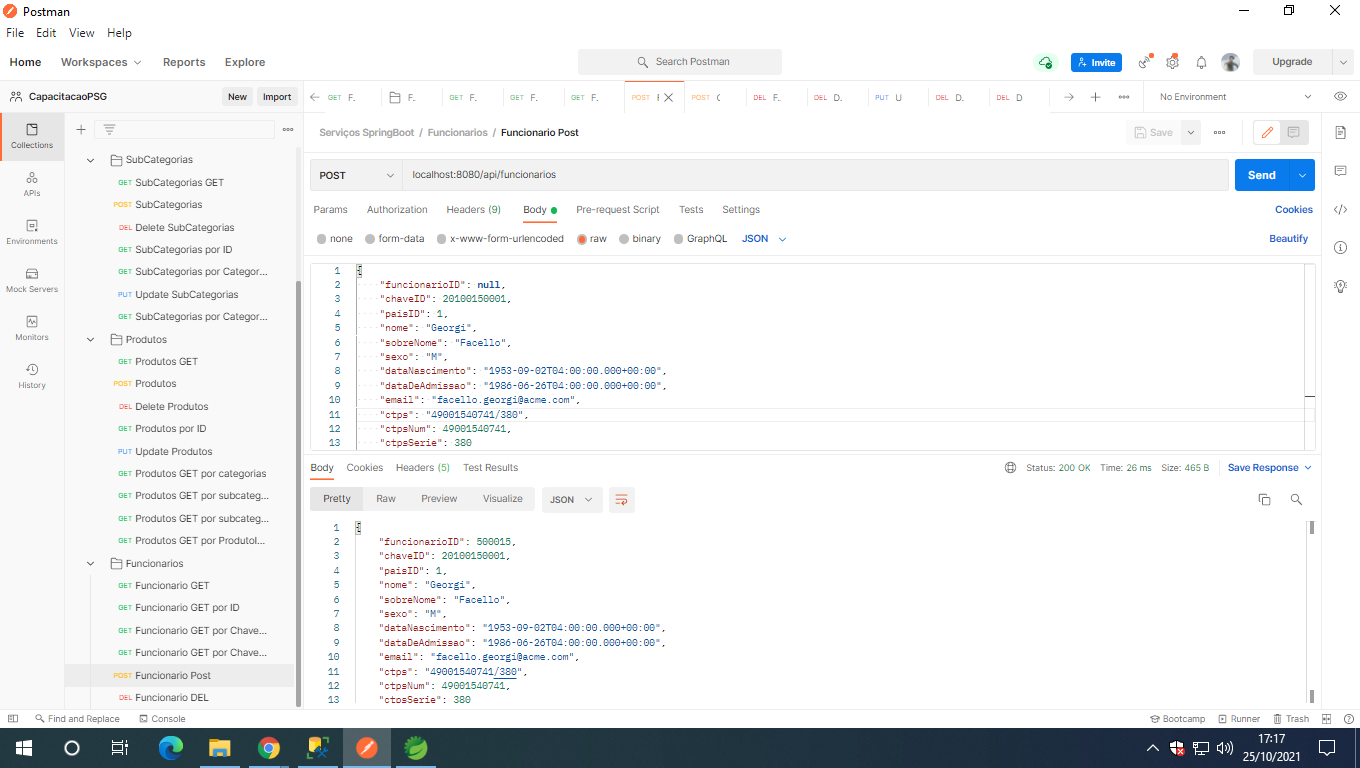 Postman
File Edit View Help
Home Workspaces Reports Explore Search Postman Invite Upgrade
CapacitacaoPSG New Import GET F. F. GET F. GET F. GET F. POST POST DEL F. DEL D. PUT U DEL D. DEL D No Environment
Collections
APIs
Environments
Mock Servers
Monitors
History
SubCategorias
GET SubCategorias GET
POST SubCategorias
DEL Delete SubCategorias
GET SubCategorias por ID
GET SubCategorias por Categor...
PUT Update SubCategorias
GET SubCategorias por Categor...
Produtos
GET Produtos GET
POST Produtos
DEL Delete Produtos
GET Produtos por ID
PUT Update Produtos
GET Produtos GET por categorias
GET Produtos GET por subcateg...
GET Produtos GET por subcateg...
GET Produtos GET por ProdutoI...
Funcionarios
GET Funcionario GET
GET Funcionario GET por ID
GET Funcionario GET por Chave...
GET Funcionario GET por Chave...
POST Funcionario Post
DEL Funcionario DEL
Serviços SpringBoot / Funcionarios / Funcionario Post Save
POST localhost:8080/api/funcionarios Send
Params Authorization Headers (9) Body Pre-request Script Tests Settings Cookies
none form-data x-www-form-urlencoded raw binary GraphQL JSON Beautify
1 {
2 "funcionarioID": null,
3 "chaveID": 20100150001,
4 "paisID": 1,
5 "nome": "Georgi",
6 "sobreNome": "Facello",
7 "sexo": "M",
8 "dataNascimento": "1953-09-02T04:00:00.000+00:00",
9 "dataDeAdmissao": "1986-06-26T04:00:00.000+00:00",
10 "email": "facello.georgi@acme.com",
11 "ctps": "49001540741/380",
12 "ctpsNum": 49001540741,
13 "ctpsSerie": 380
Body Cookies Headers (5) Test Results Status: 200 OK Time: 26 ms Size: 465 B Save Response
Pretty Raw Preview Visualize JSON
1 {
2 "funcionarioID": 500015,
3 "chaveID": 20100150001,
4 "paisID": 1,
5 "nome": "Georgi",
6 "sobreNome": "Facello",
7 "sexo": "M",
8 "dataNascimento": "1953-09-02T04:00:00.000+00:00",
9 "dataDeAdmissao": "1986-06-26T04:00:00.000+00:00",
10 "email": "facello.georgi@acme.com",
11 "ctps": "49001540741/380",
12 "ctpsNum": 49001540741,
13 "ctpsSerie": 380
Find and Replace Console Bootcamp Runner Trash
17:17
25/10/2021